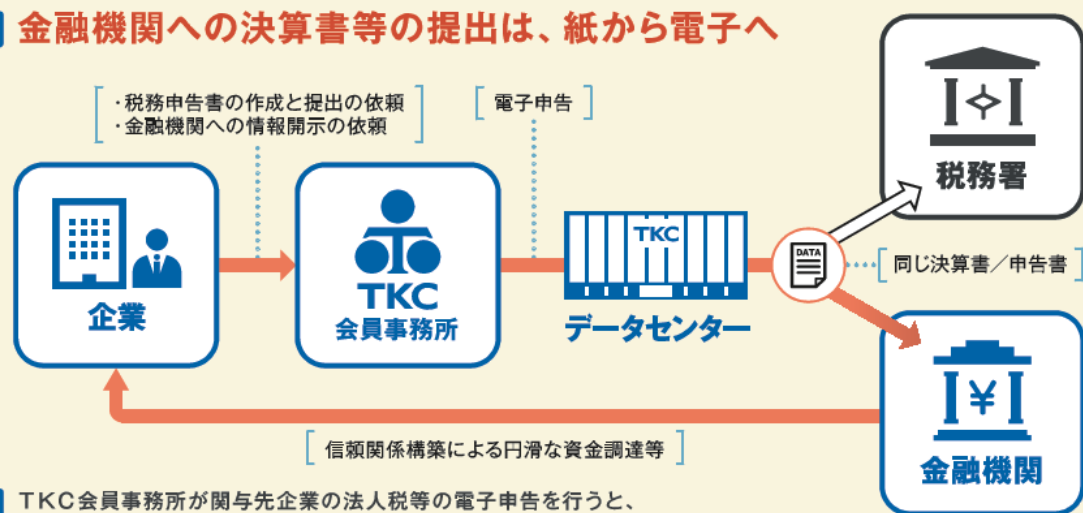 金融機関への決算書等の提出は、紙から電子へ
・税務申告書の作成と提出の依頼
・金融機関への情報開示の依頼
電子申告
税務署
企業
TKC
会員事務所
TKC
データセンター
DATA
同じ決算書／申告書
¥
金融機関
信頼関係構築による円滑な資金調達等
TKC会員事務所が関与先企業の法人税等の電子申告を行うと、